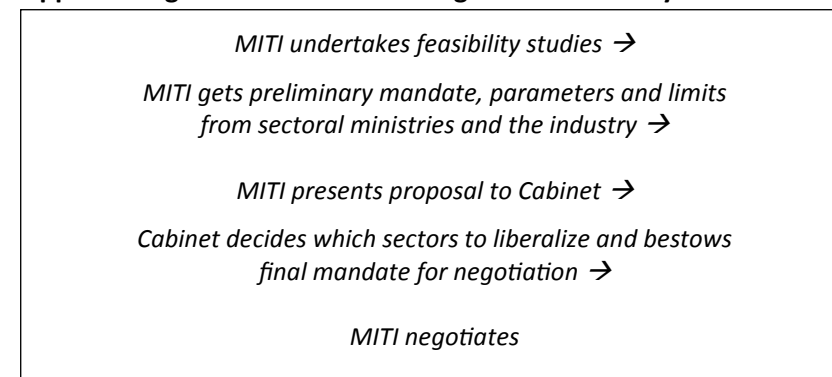 MITI undertakes feasibility studies →
MITI gets preliminary mandate, parameters and limits
from sectoral ministries and the industry →
MITI presents proposal to Cabinet →
Cabinet decides which sectors to liberalize and bestows
final mandate for negotiation →
MITI negotiates